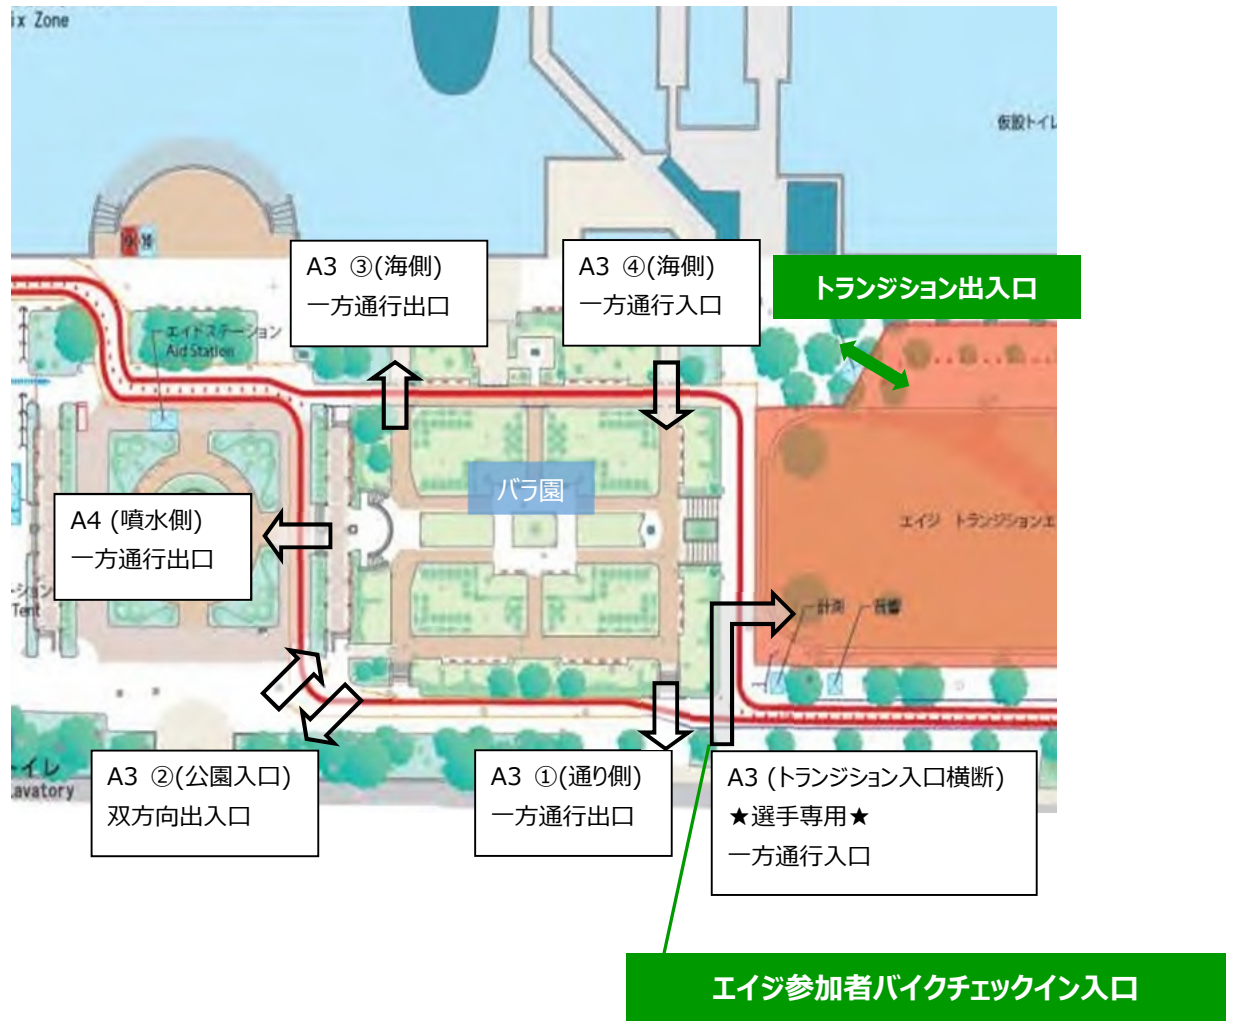 ix Zone
仮設トイレ
A3 ③(海側)
一方通行出口
A3 ④(海側)
一方通行入口
トランジション出入口
エイドステーション
Aid Station
バラ園
A4 (噴水側)
一方通行出口
エイジ トランジションエ
ション
Tent
計測
音響
トイレ
avatory
A3 ②(公園入口)
双方向出入口
A3 ①(通り側)
一方通行出口
A3 (トランジション入口横断)
★選手専用★
一方通行入口
エイジ参加者バイクチェックイン入口